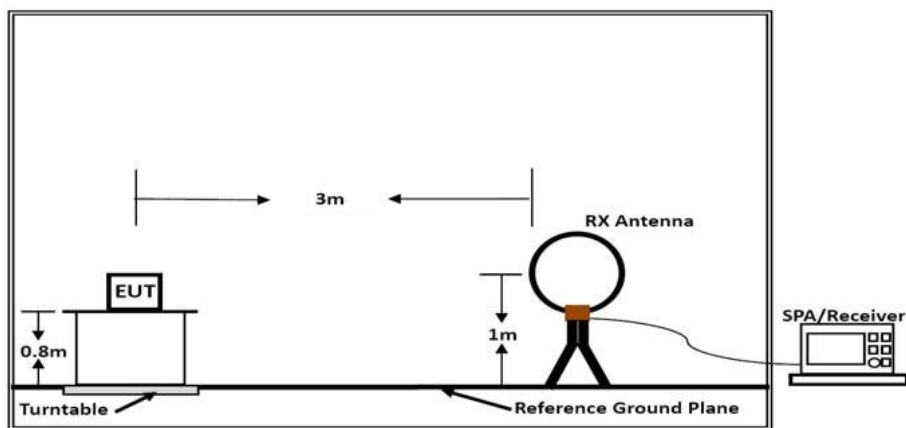 3m
RX Antenna
EUT
SPA/Receiver
0.8m
1m
Turntable
Reference Ground Plane